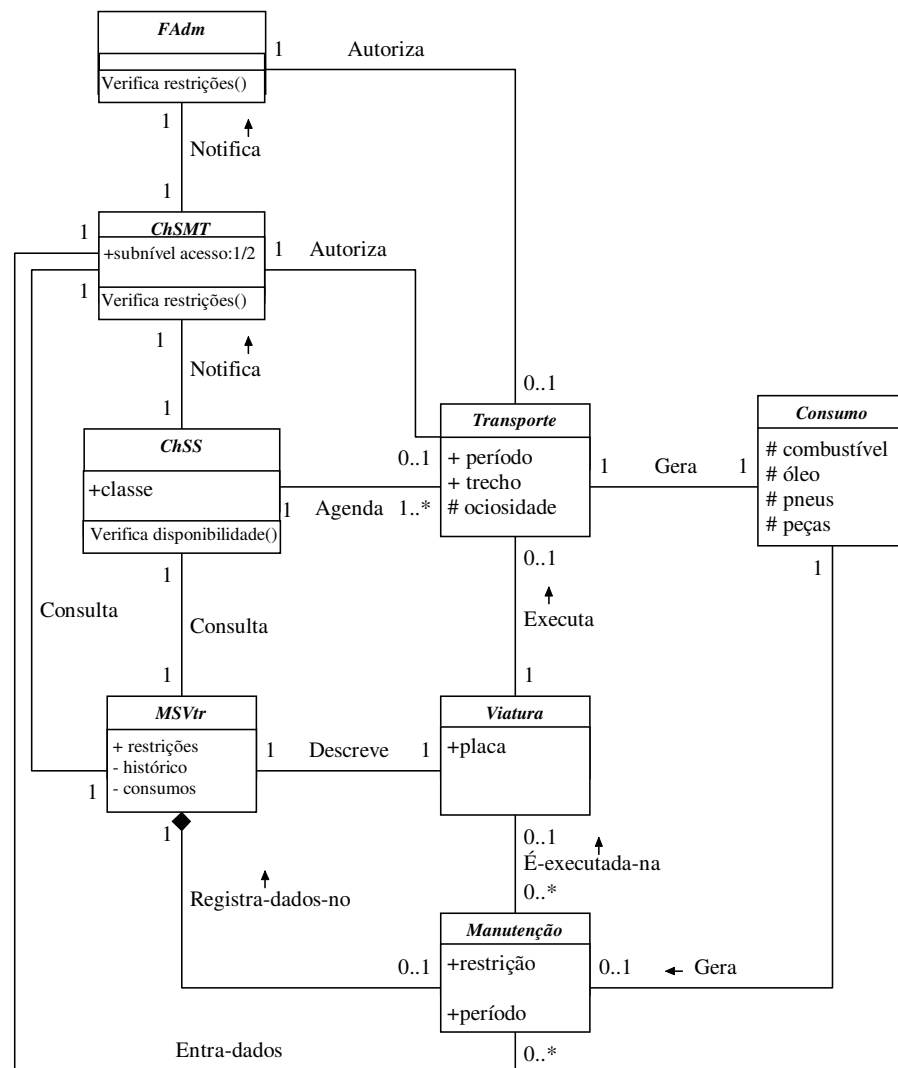 FAdm
1 Autoriza
Verifica restrições()
1
Notifica
1
ChSMT
1
+subnível acesso:1/2
1 Autoriza
1
Verifica restrições()
1
Notifica
0..1
1
Transporte
Consumo
ChSS
+ período
# combustível
0..1
+ trecho
1 Gera 1
# óleo
+classe
# ociosidade
# pneus
1 Agenda 1..*
# peças
Verifica disponibilidade()
1
0..1
1
Consulta
Consulta
Executa
1
1
MSVtr
Viatura
+ restrições
1 Descreve 1
+placa
- histórico
- consumos
1
1
0..1
É-executada-na
Registra-dados-no
0..*
Manutenção
0..1
+restrição
0..1 Gera
+período
Entra-dados
0..*